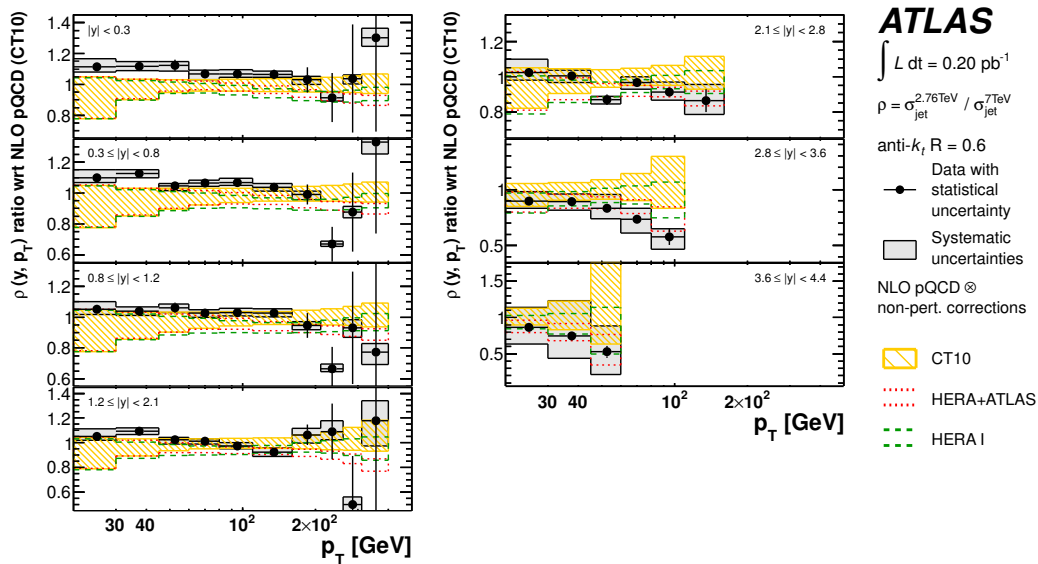 ρ (y, p_T) ratio wrt NLO pQCD (CT10)
|y| < 0.3
1.4
1.2
1
0.8
0.3 ≤ |y| < 0.8
1.2
1
0.8
0.6
0.8 ≤ |y| < 1.2
1.2
1
0.8
0.6
1.2 ≤ |y| < 2.1
1.4
1.2
1
0.8
0.6
30 40 10² 2×10²
p_T [GeV]
ρ (y, p_T) ratio wrt NLO pQCD (CT10)
2.1 ≤ |y| < 2.8
1.2
1
0.8
2.8 ≤ |y| < 3.6
1
0.5
3.6 ≤ |y| < 4.4
1.5
1
0.5
30 40 10² 2×10²
p_T [GeV]
ATLAS
∫ L dt = 0.20 pb⁻¹
ρ = σ_jet^2.76TeV / σ_jet^7TeV
anti-k_t R = 0.6
Data with
statistical
uncertainty
Systematic
uncertainties
NLO pQCD ⊗
non-pert. corrections
CT10
HERA+ATLAS
HERA I